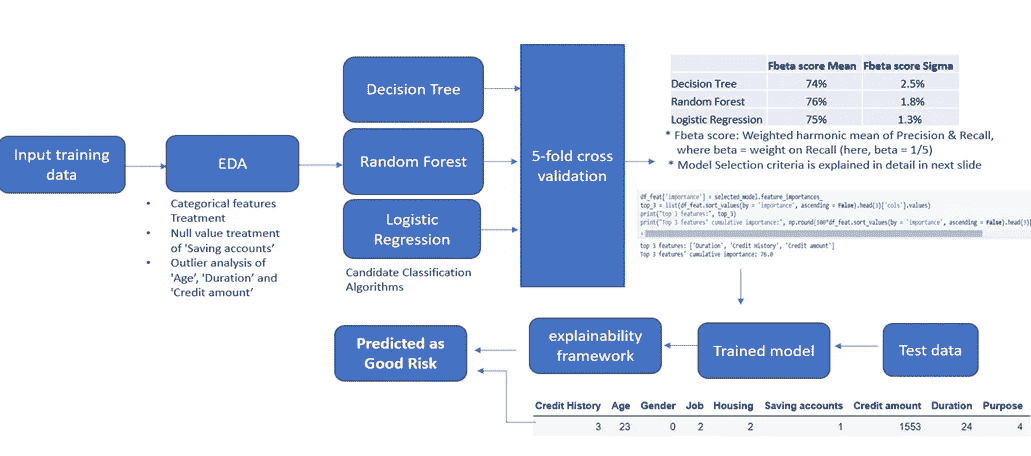 Input training
data
EDA
• Categorical features
Treatment
• Null value treatment
of 'Saving accounts'
• Outlier analysis of
'Age', 'Duration' and
'Credit amount'
Decision Tree
Random Forest
Logistic
Regression
Candidate Classification
Algorithms
5-fold cross
validation
Fbeta score Mean Fbeta score Sigma
Decision Tree 74% 2.5%
Random Forest 76% 1.8%
Logistic Regression 75% 1.3%
* Fbeta score: Weighted harmonic mean of Precision & Recall,
where beta = weight on Recall (here, beta = 1/5)
* Model Selection criteria is explained in detail in next slide
df_feat['importance'] = selected_model.feature_importances_
top_3 = list(df_feat.sort_values(by = 'importance', ascending = False).head(3)['cols'].values)
print("top 3 features:", top_3)
print("Top 3 features' cumulative importance:", np.round(100*df_feat.sort_values(by = 'importance', ascending = False).head(3)[
top 3 features: ['Duration', 'Credit History', 'Credit amount']
Top 3 features' cumulative importance: 76.0
Predicted as
Good Risk
explainability
framework
Trained model
Test data
Credit History Age Gender Job Housing Saving accounts Credit amount Duration Purpose
3 23 0 2 2 1 1553 24 4